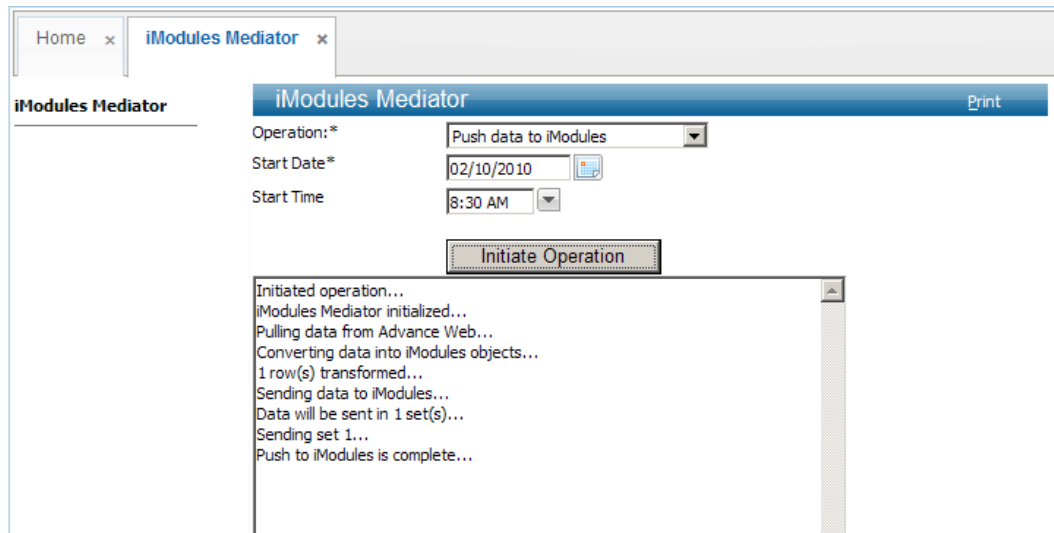 Home x iModules Mediator x
iModules Mediator
iModules Mediator Print
Operation:* Push data to iModules
Start Date* 02/10/2010
Start Time 8:30 AM
Initiate Operation
Initiated operation...
iModules Mediator initialized...
Pulling data from Advance Web...
Converting data into iModules objects...
1 row(s) transformed...
Sending data to iModules...
Data will be sent in 1 set(s)...
Sending set 1...
Push to iModules is complete...